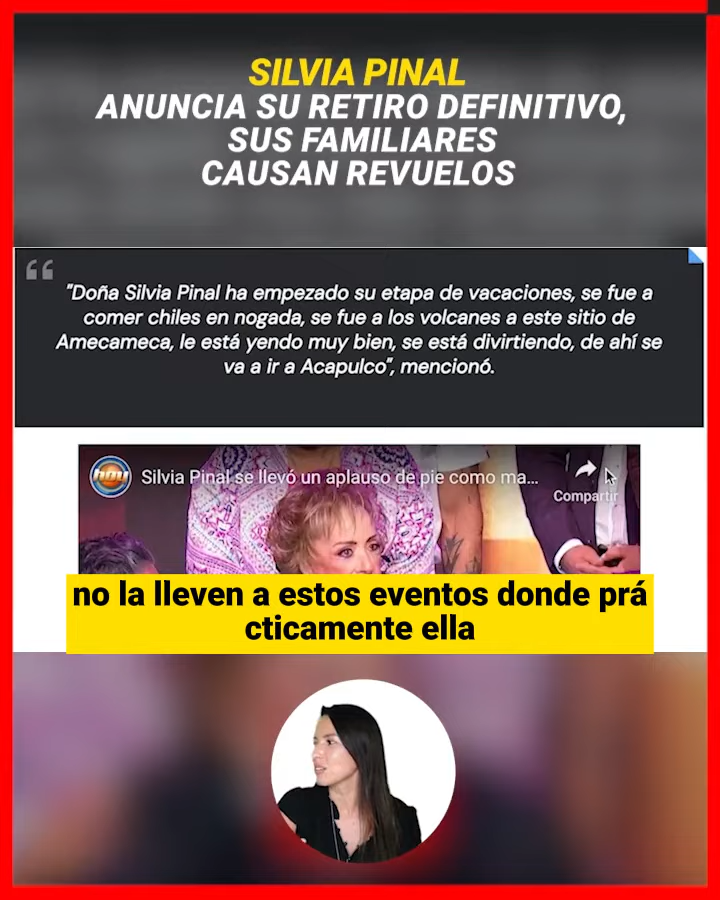 SILVIA PINAL
ANUNCIA SU RETIRO DEFINITIVO,
SUS FAMILIARES
CAUSAN REVUELOS
“
"Doña Silvia Pinal ha empezado su etapa de vacaciones, se fue a
comer chiles en nogada, se fue a los volcanes a este sitio de
Amecameca, le está yendo muy bien, se está divirtiendo, de ahí se
va a ir a Acapulco", mencionó.
hoy
Silvia Pinal se llevó un aplauso de pie como ma...
Compartir
no la lleven a estos eventos donde prá
cticamente ella